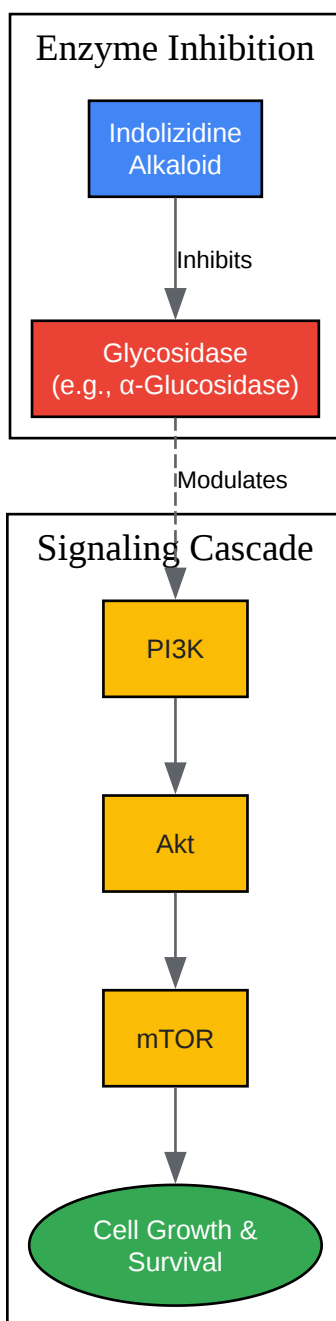 Enzyme Inhibition
Indolizidine
Alkaloid
Inhibits
Glycosidase
(e.g., α-Glucosidase)
Modulates
Signaling Cascade
PI3K
Akt
mTOR
Cell Growth &
Survival